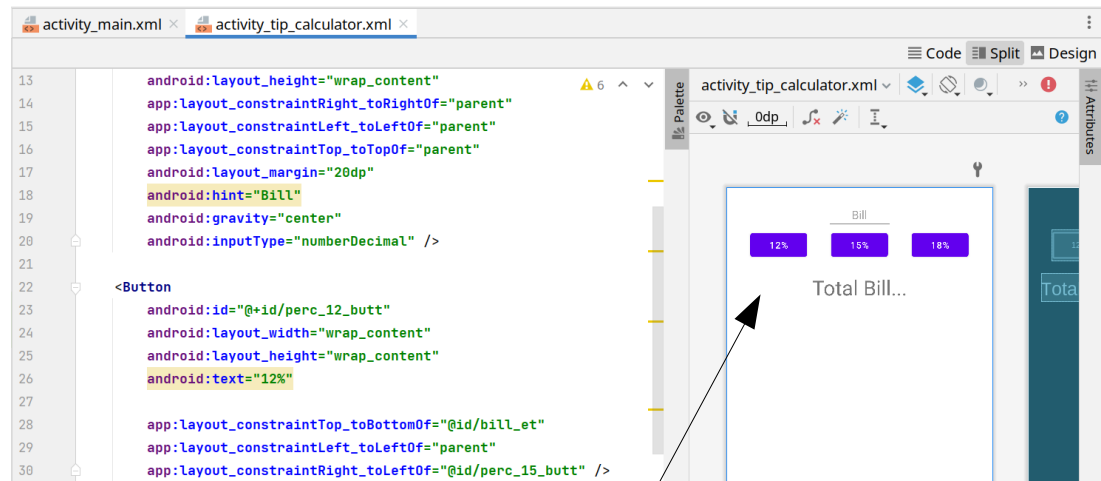 activity_main.xml × activity_tip_calculator.xml ×
Code Split Design
13 android:layout_height="wrap_content" 6
14 app:layout_constraintRight_toRightOf="parent"
15 app:layout_constraintLeft_toLeftOf="parent"
16 app:layout_constraintTop_toTopOf="parent"
17 android:layout_margin="20dp"
18 android:hint="Bill"
19 android:gravity="center"
20 android:inputType="numberDecimal" />
21
22 <Button
23 android:id="@+id/perc_12_butt"
24 android:layout_width="wrap_content"
25 android:layout_height="wrap_content"
26 android:text="12%"
27
28 app:layout_constraintTop_toBottomOf="@id/bill_et"
29 app:layout_constraintLeft_toLeftOf="parent"
30 app:layout_constraintRight_toLeftOf="@id/perc_15_butt" />
Palette
activity_tip_calculator.xml »
0dp
Attributes
Bill
12% 15% 18%
Total Bill...
12
Tota